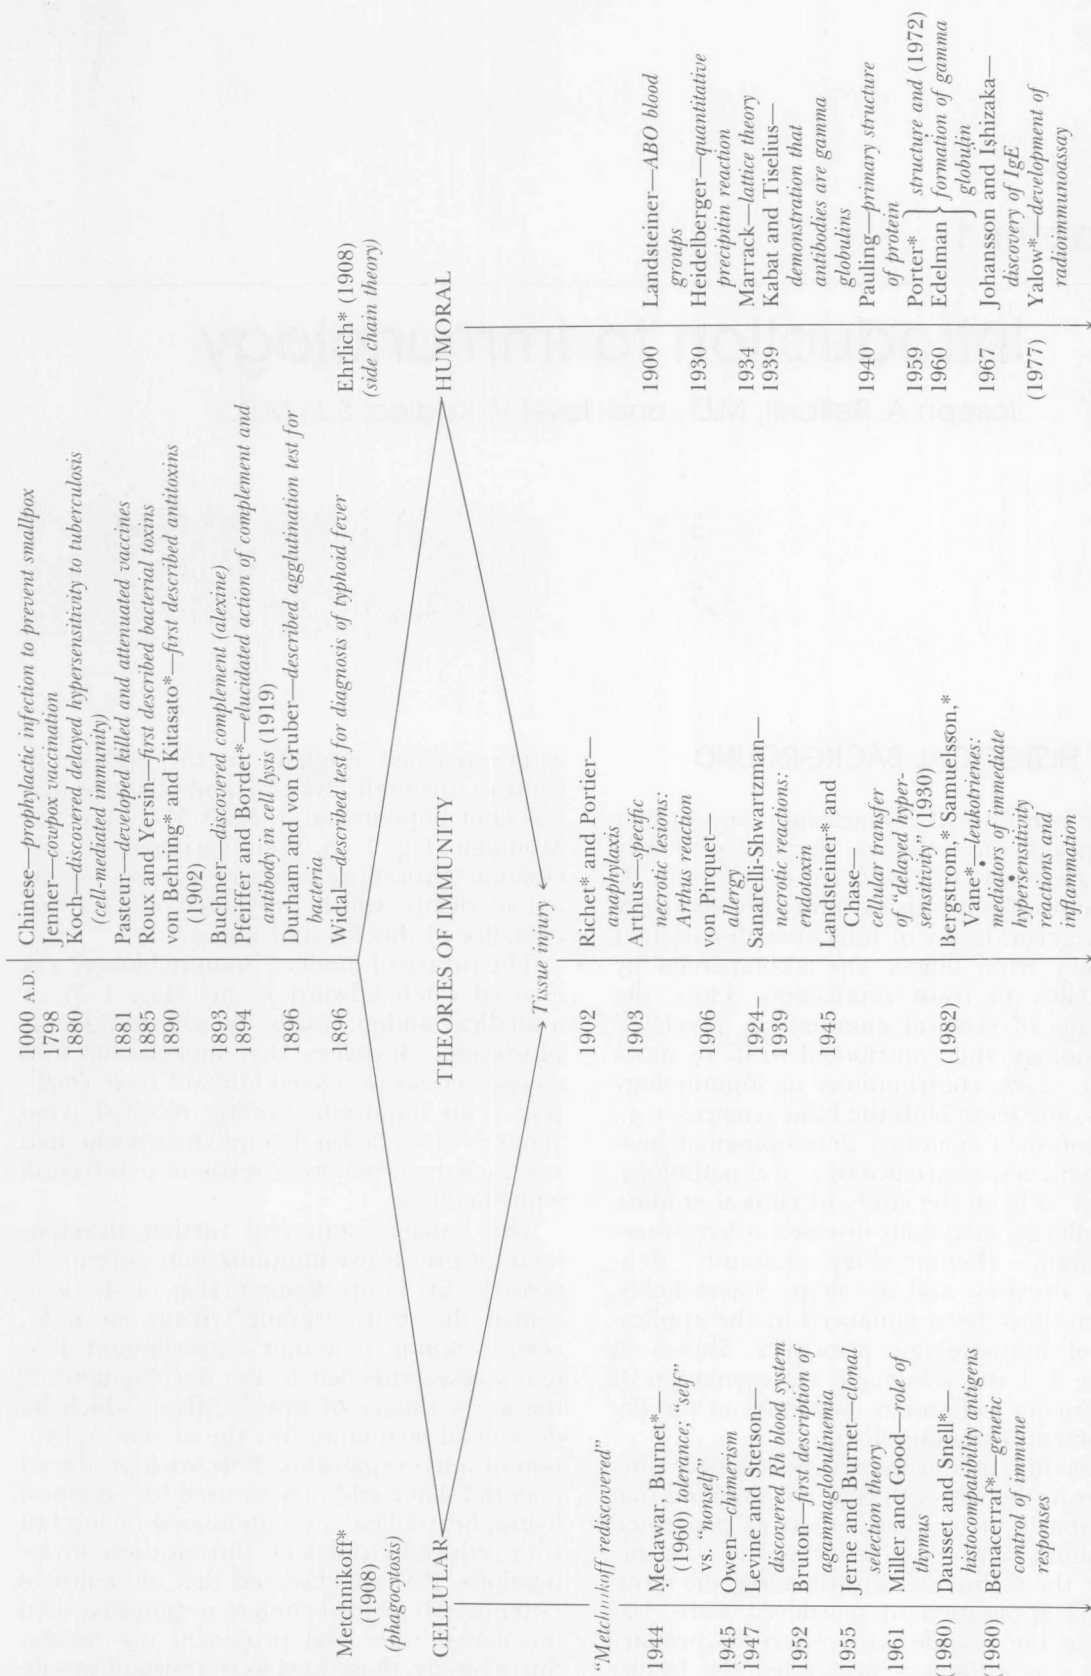 1000 A.D. Chinese—prophylactic infection to prevent smallpox
1798 Jenner—cowpox vaccination
1880 Koch—discovered delayed hypersensitivity to tuberculosis
(cell-mediated immunity)
1881 Pasteur—developed killed and attenuated vaccines
1885 Roux and Yersin—first described bacterial toxins
1890 von Behring* and Kitasato*—first described antitoxins
(1902)
Buchner—discovered complement (alexine)
1893
1894 Pfeiffer and Bordet*—elucidated action of complement and
antibody in cell lysis (1919)
1896 Durham and von Gruber—described agglutination test for
bacteria
1896 Widal—described test for diagnosis of typhoid fever
THEORIES OF IMMUNITY
Metchnikoff*
(1908)
(phagocytosis)
CELLULAR
Ehrlich* (1908)
(side chain theory)
HUMORAL
Tissue injury
"Metchnikoff rediscovered"
1944 Medawar*Burnet*—
(1960) tolerance; "self"
vs. "nonself"
1945 Owen—chimerism
1947 Levine and Stetson—
discovered Rh blood system
1952 Bruton—first description of
agammaglobulinemia
1955 Jerne and Burnet—clonal
selection theory
1961 Miller and Good—role of
thymus
(1980) Dausset and Snell*—
histocompatibility antigens
(1980) Benacerraf*—genetic
control of immune
responses
1902 Richet* and Portier—
anaphylaxis
1903 Arthus—specific
necrotic lesions:
Arthus reaction
1906 von Pirquet—
allergy
1924– Sanarelli-Shwartzman—
1939 necrotic reactions:
endotoxin
1945 Landsteiner* and
Chase—
cellular transfer
of "delayed hyper-
sensitivity" (1930)
(1982) Bergstrom,* Samuelsson,*
Vane*—leukotrienes:
mediators of immediate
hypersensitivity
reactions and
inflammation
1900 Landsteiner—ABO blood
groups
1930 Heidelberger—quantitative
precipitin reaction
1934 Marrack—lattice theory
1939 Kabat and Tiselius—
demonstration that
antibodies are gamma
globulins
1940 Pauling—primary structure
of protein
1959 Porter* structure and (1972)
1960 Edelman formation of gamma
globulin
1967 Johansson and Ishizaka—
discovery of IgE
(1977) Yalow*—development of
radioimmunoassay